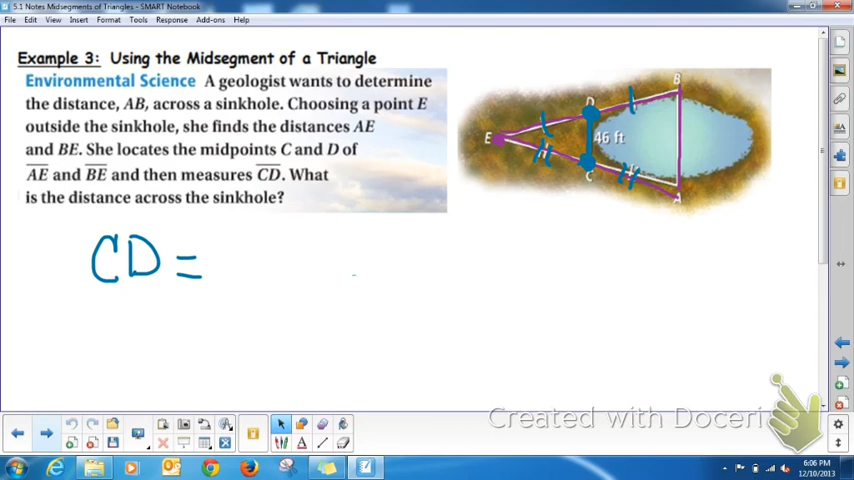 5.1 Notes Midsegments of Triangles - SMART Notebook
File Edit View Insert Format Tools Response Add-ons Help
Example 3: Using the Midsegment of a Triangle
Environmental Science A geologist wants to determine
the distance, AB, across a sinkhole. Choosing a point E
outside the sinkhole, she finds the distances AE
and BE. She locates the midpoints C and D of
AE and BE and then measures CD. What
is the distance across the sinkhole?
B
D
E
46 ft
C
A
CD =
Created with Doceri
6:06 PM
12/10/2013